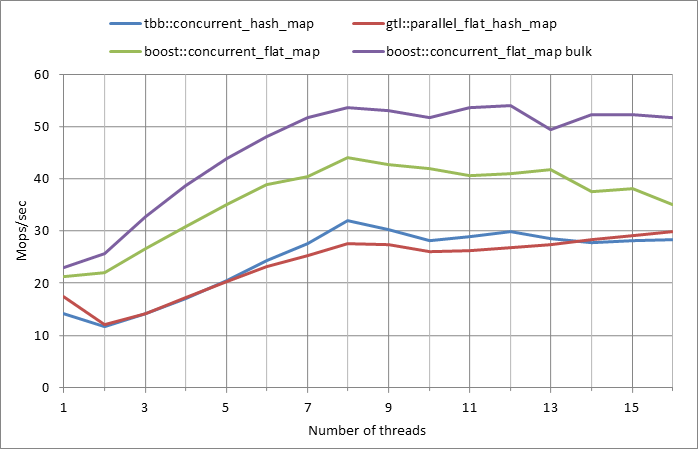 tbb::concurrent_hash_map gtl::parallel_flat_hash_map
boost::concurrent_flat_map boost::concurrent_flat_map bulk
60
50
40
30
20
10
0
Mops/sec
1 3 5 7 9 11 13 15
Number of threads